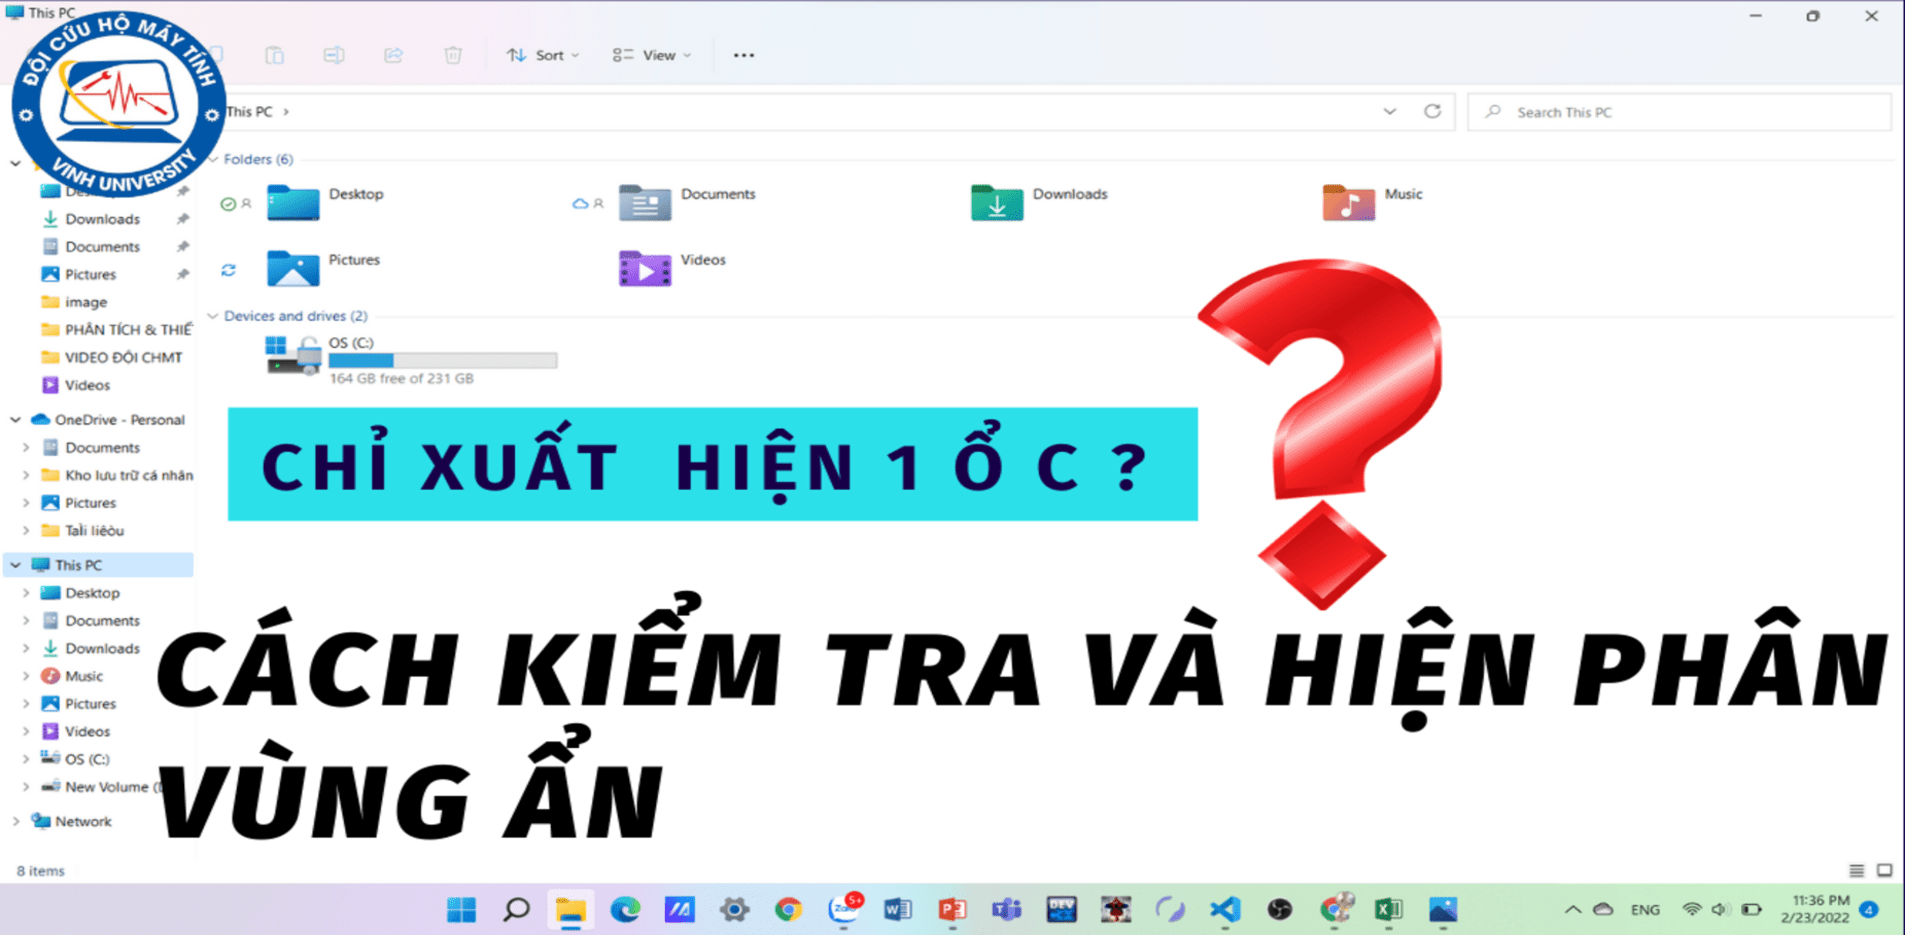 This PC
ĐỘI CỨU HỘ MÁY TÍNH
VINH UNIVERSITY
Sort
View
This PC
Search This PC
Folders (6)
Desktop
Documents
Downloads
Music
Pictures
Videos
Devices and drives (2)
OS (C:)
164 GB free of 231 GB
Downloads
Documents
Pictures
image
PHÂN TÍCH & THIẾ
VIDEO ĐỘI CHMT
Videos
OneDrive - Personal
Documents
Kho lưu trữ cá nhân
Pictures
This PC
Desktop
Documents
Downloads
Music
Pictures
Videos
OS (C:)
New Volume
Network
CHỈ XUẤT HIỆN 1 Ổ C ?
CÁCH KIỂM TRA VÀ HIỆN PHÂN
VÙNG ẨN
8 items
5+
Zalo
DEV
ENG
11:36 PM
2/23/2022
4